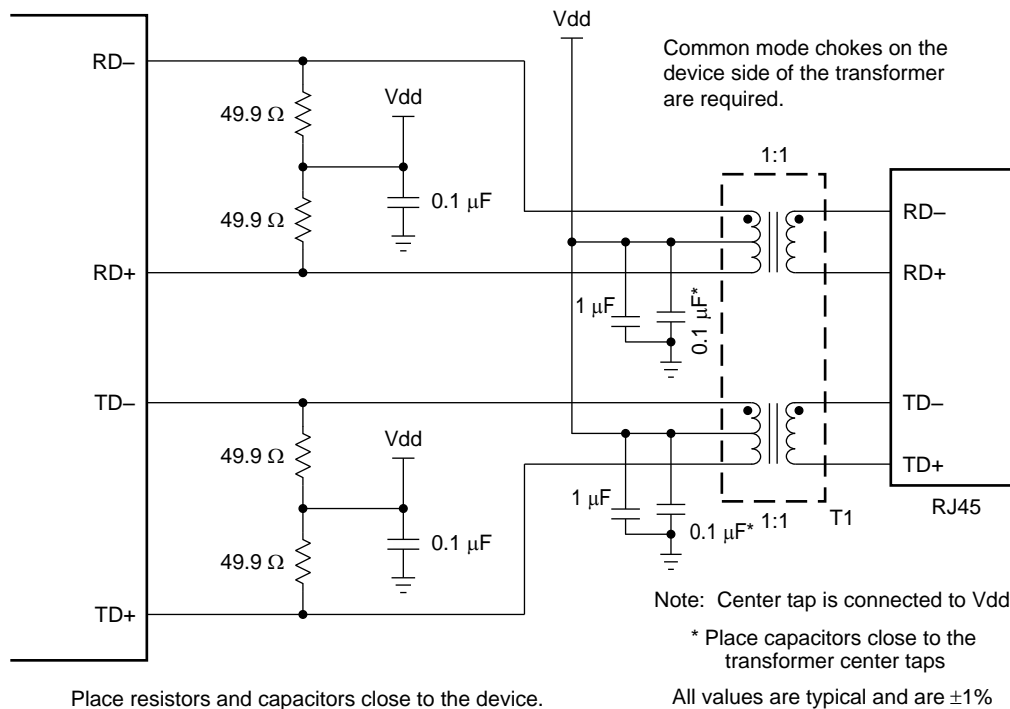 Vdd
Common mode chokes on the
device side of the transformer
are required.
RD–
Vdd
49.9 Ω
0.1 µF
49.9 Ω
RD+
1:1
RD–
RD+
1 µF
0.1 µF*
TD–
Vdd
49.9 Ω
0.1 µF
49.9 Ω
TD+
TD–
TD+
1 µF
0.1 µF*
1:1
T1
RJ45
Note: Center tap is connected to Vdd
* Place capacitors close to the
transformer center taps
Place resistors and capacitors close to the device.
All values are typical and are ±1%